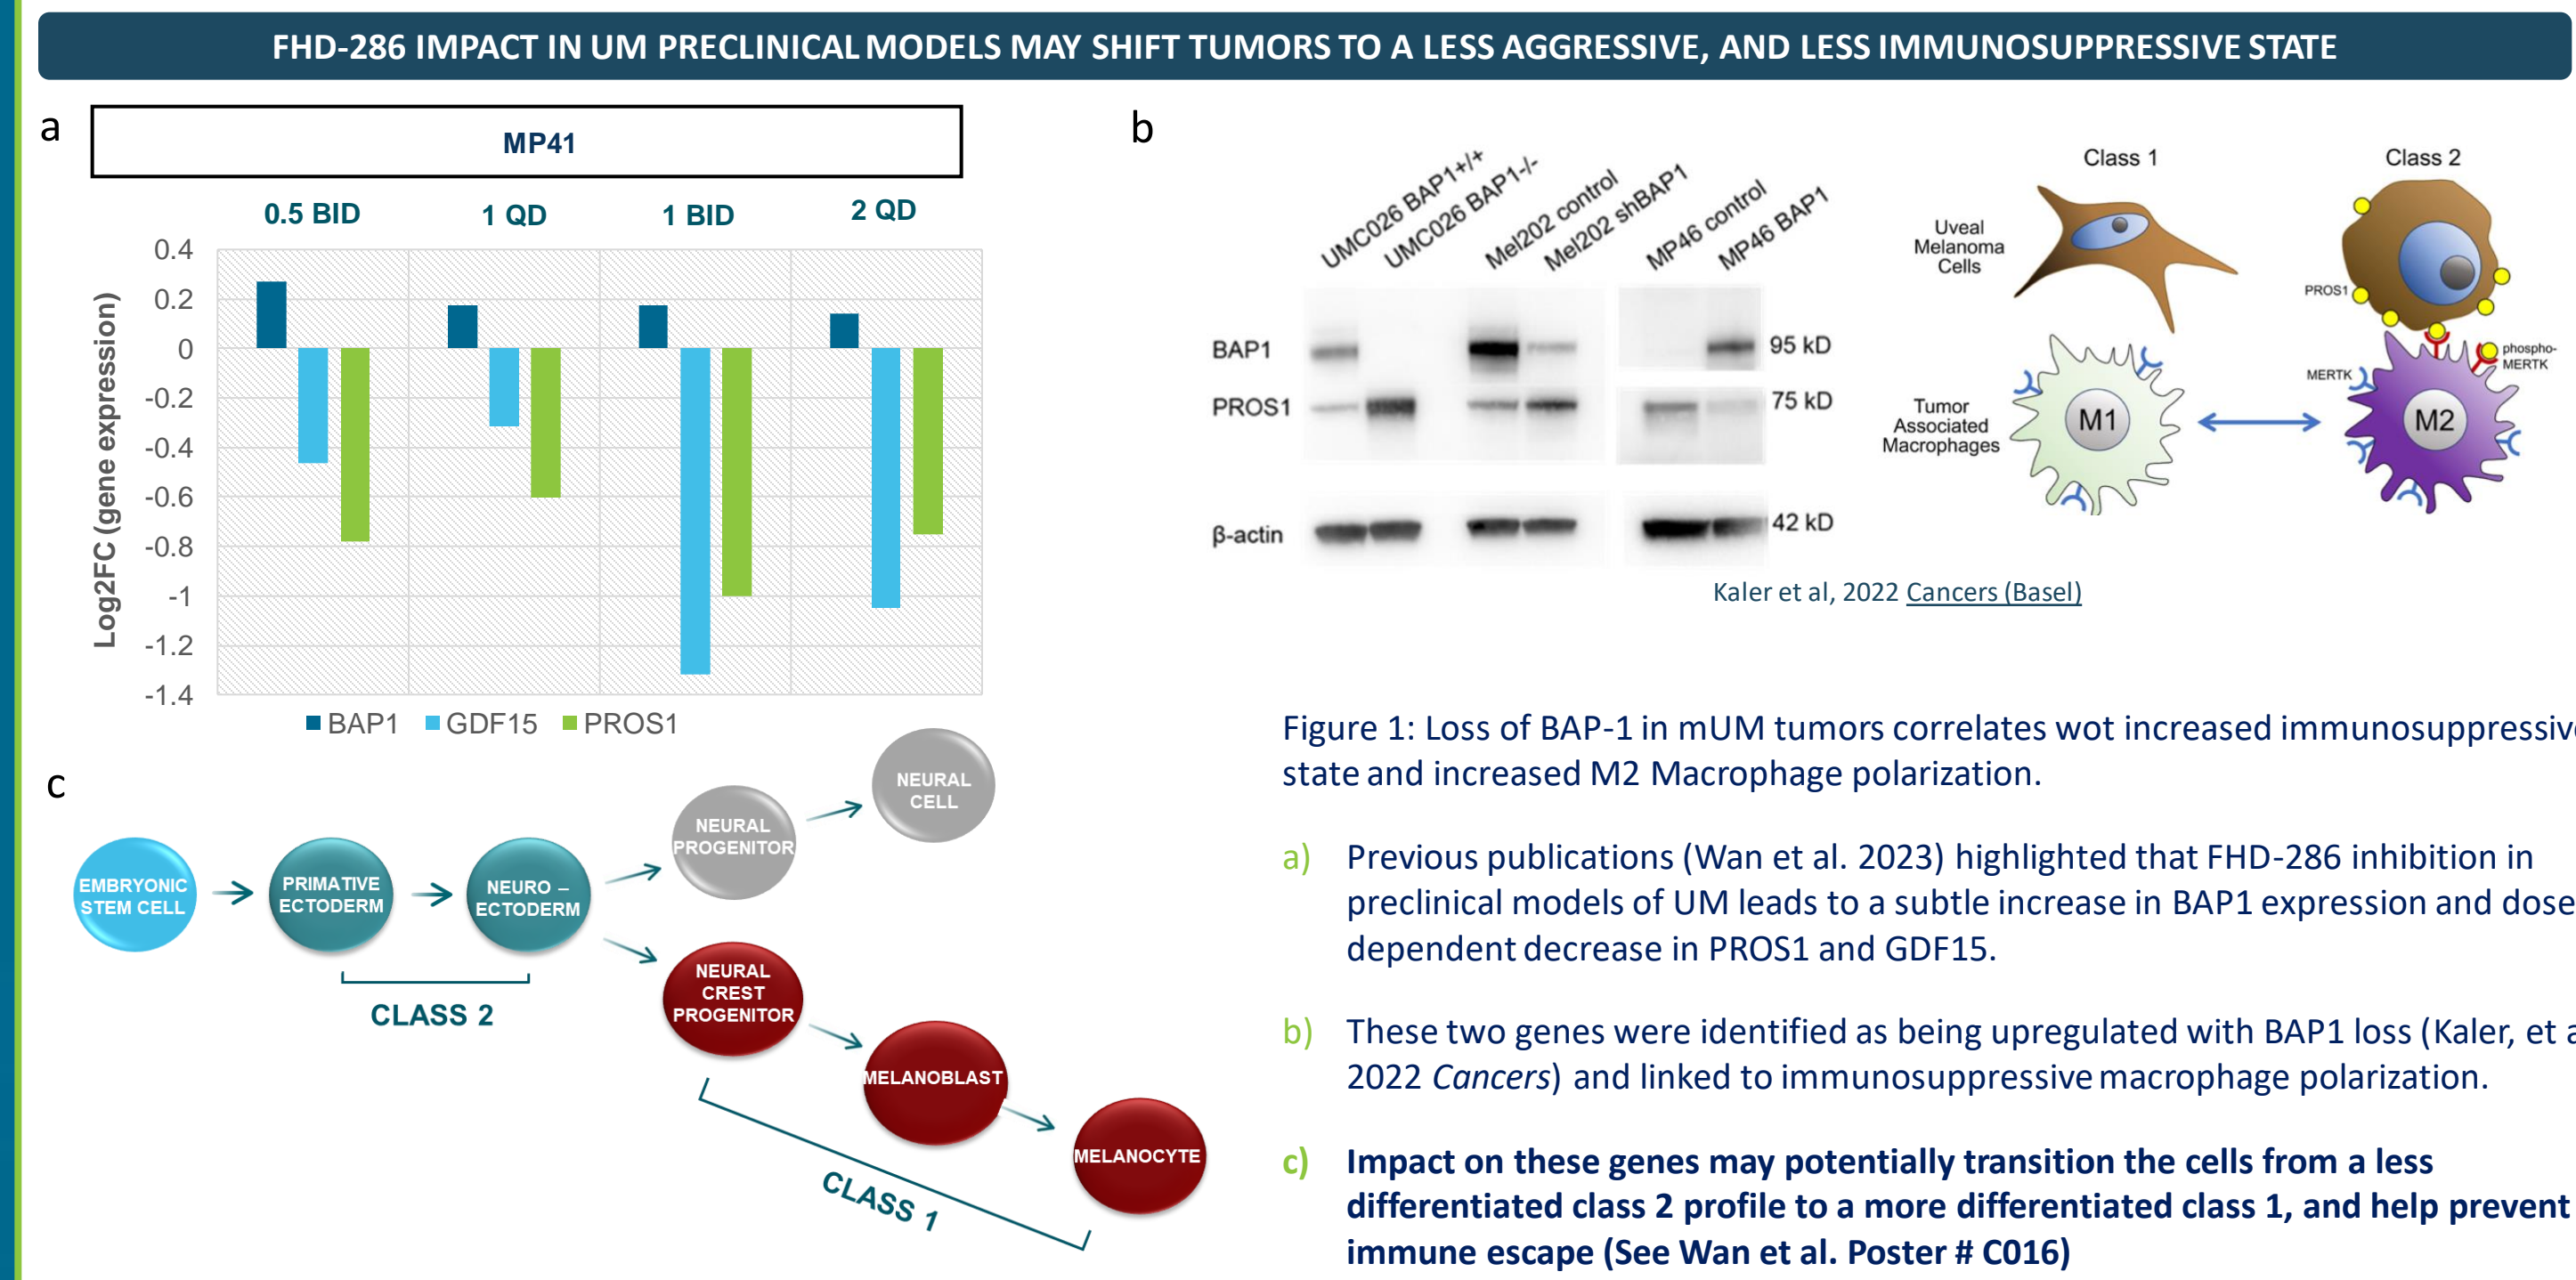 FHD-286 IMPACT IN UM PRECLINICAL MODELS MAY SHIFT TUMORS TO A LESS AGGRESSIVE, AND LESS IMMUNOSUPPRESSIVE STATE
a
MP41
0.5 BID
1 QD
1 BID
2 QD
Log2FC (gene expression)
0.4
0.2
0
-0.2
-0.4
-0.6
-0.8
-1
-1.2
-1.4
BAP1
GDF15
PROS1
b
UMC026 BAP1+/+
UMC026 BAP1-/-
Mel202 control
Mel202 shBAP1
MP46 control
MP46 BAP1
BAP1
95 kD
PROS1
75 kD
β-actin
42 kD
Class 1
Class 2
Uveal
Melanoma
Cells
PROS1
phospho-
MERTK
MERTK
Tumor
Associated
Macrophages
M1
M2
Kaler et al, 2022 Cancers (Basel)
c
EMBRYONIC
STEM CELL
PRIMATIVE
ECTODERM
NEURO –
ECTODERM
NEURAL
PROGENITOR
NEURAL
CELL
NEURAL
CREST
PROGENITOR
MELANOBLAST
MELANOCYTE
CLASS 2
CLASS 1
Figure 1: Loss of BAP-1 in mUM tumors correlates wot increased immunosuppressive
state and increased M2 Macrophage polarization.
a) Previous publications (Wan et al. 2023) highlighted that FHD-286 inhibition in
preclinical models of UM leads to a subtle increase in BAP1 expression and dose
dependent decrease in PROS1 and GDF15.
b) These two genes were identified as being upregulated with BAP1 loss (Kaler, et a
2022 Cancers) and linked to immunosuppressive macrophage polarization.
c) Impact on these genes may potentially transition the cells from a less
differentiated class 2 profile to a more differentiated class 1, and help prevent
immune escape (See Wan et al. Poster # C016)